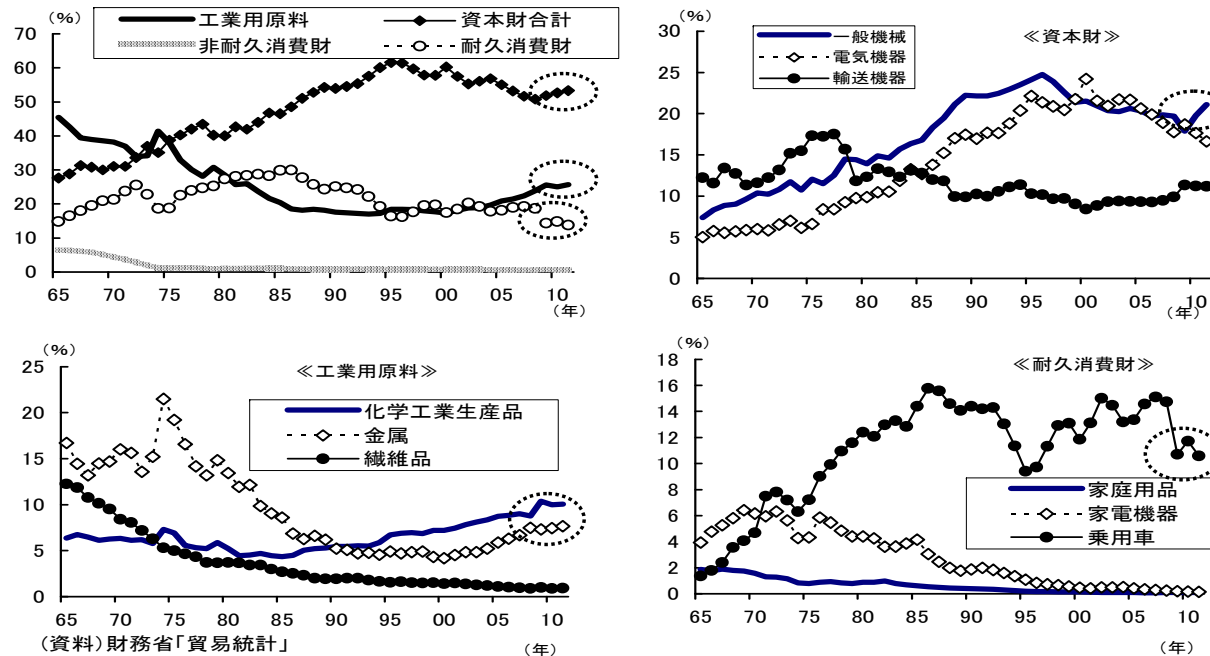 (%)
工業用原料
資本財合計
非耐久消費財
耐久消費財
70
60
50
40
30
20
10
0
65 70 75 80 85 90 95 00 05 10
(年)
(%)
一般機械
電気機器
輸送機器
≪資本財≫
30
25
20
15
10
5
0
65 70 75 80 85 90 95 00 05 10
(年)
(%)
≪工業用原料≫
化学工業生産品
金属
繊維品
25
20
15
10
5
0
65 70 75 80 85 90 95 00 05 10
(年)
(資料)財務省「貿易統計」
(%)
≪耐久消費財≫
家庭用品
家電機器
乗用車
18
16
14
12
10
8
6
4
2
0
65 70 75 80 85 90 95 00 05 10
(年)